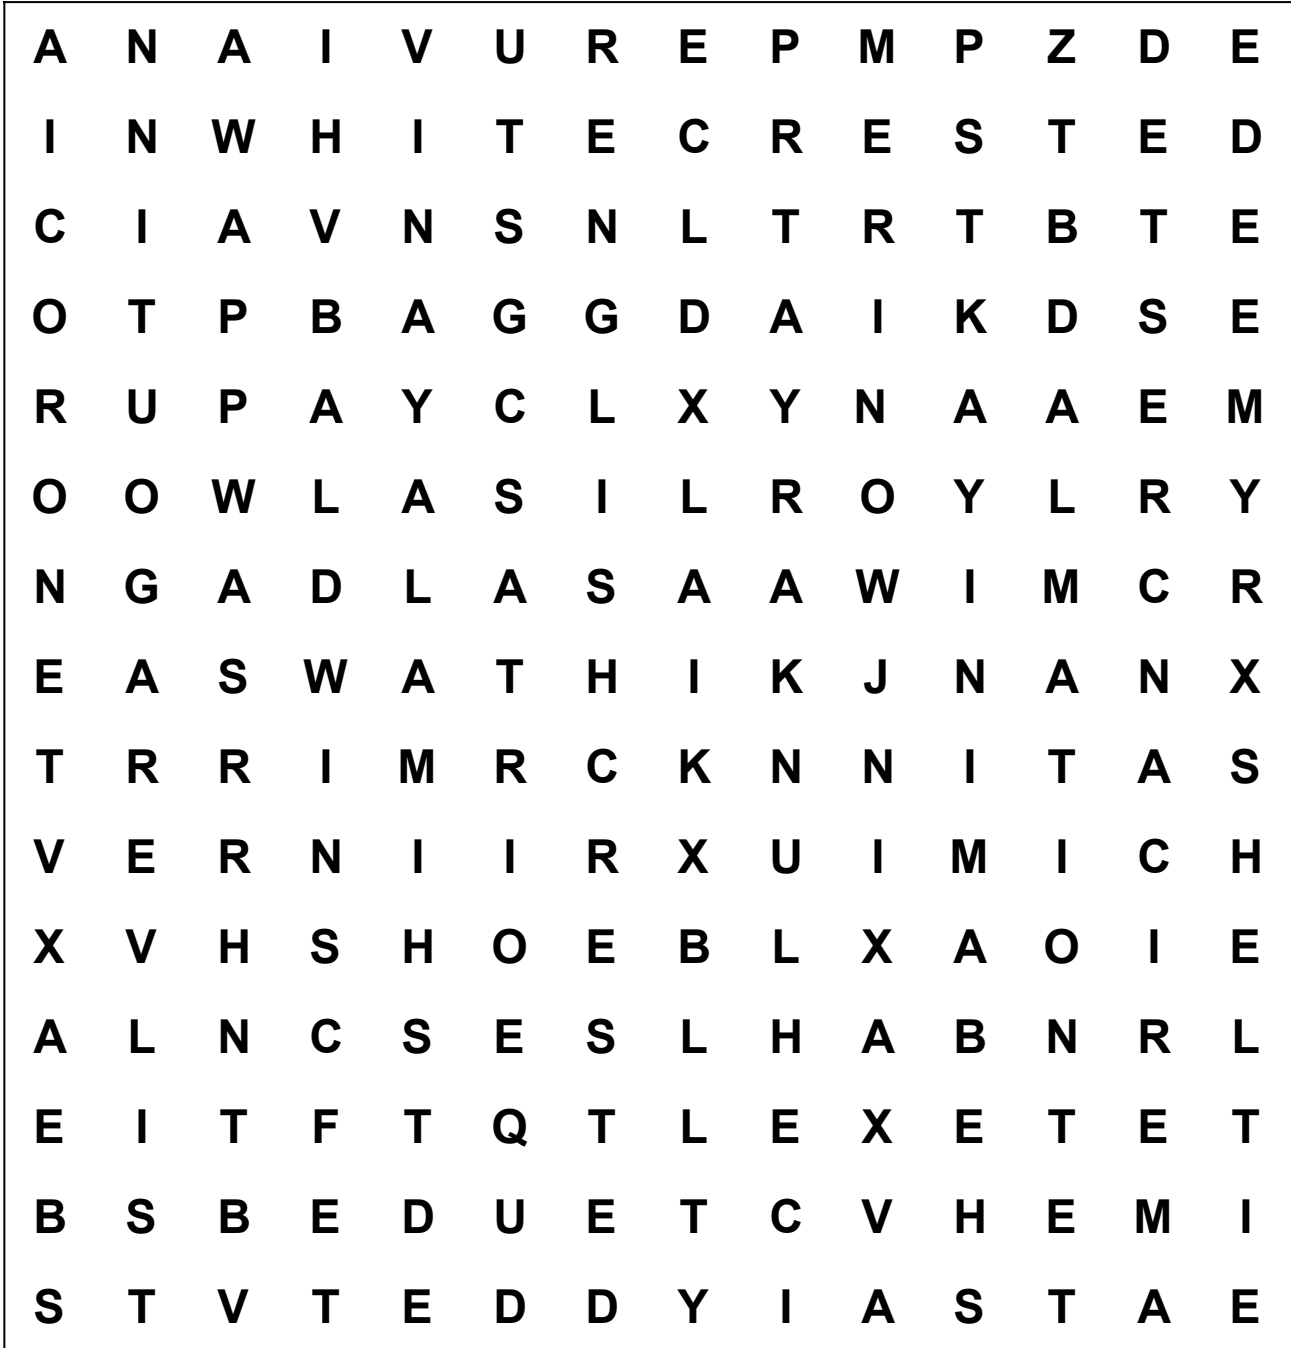 A N A I V U R E P M P Z D E
I N W H I T E C R E S T E D
C I A V N S N L T R T B T E
O T P B A G G D A I K D S E
R U P A Y C L X Y N A A E M
O O W L A S I L R O Y L R Y
N G A D L A S A A W I M C R
E A S W A T H I K J N A N X
T R R I M R C K N N I T A S
V E R N I I R X U I M I C H
X V H S H O E B L X A O I E
A L N C S E S L H A B N R L
E I T F T Q T L E X E T E T
B S B E D U E T C V H E M I
S T V T E D D Y I A S T A E